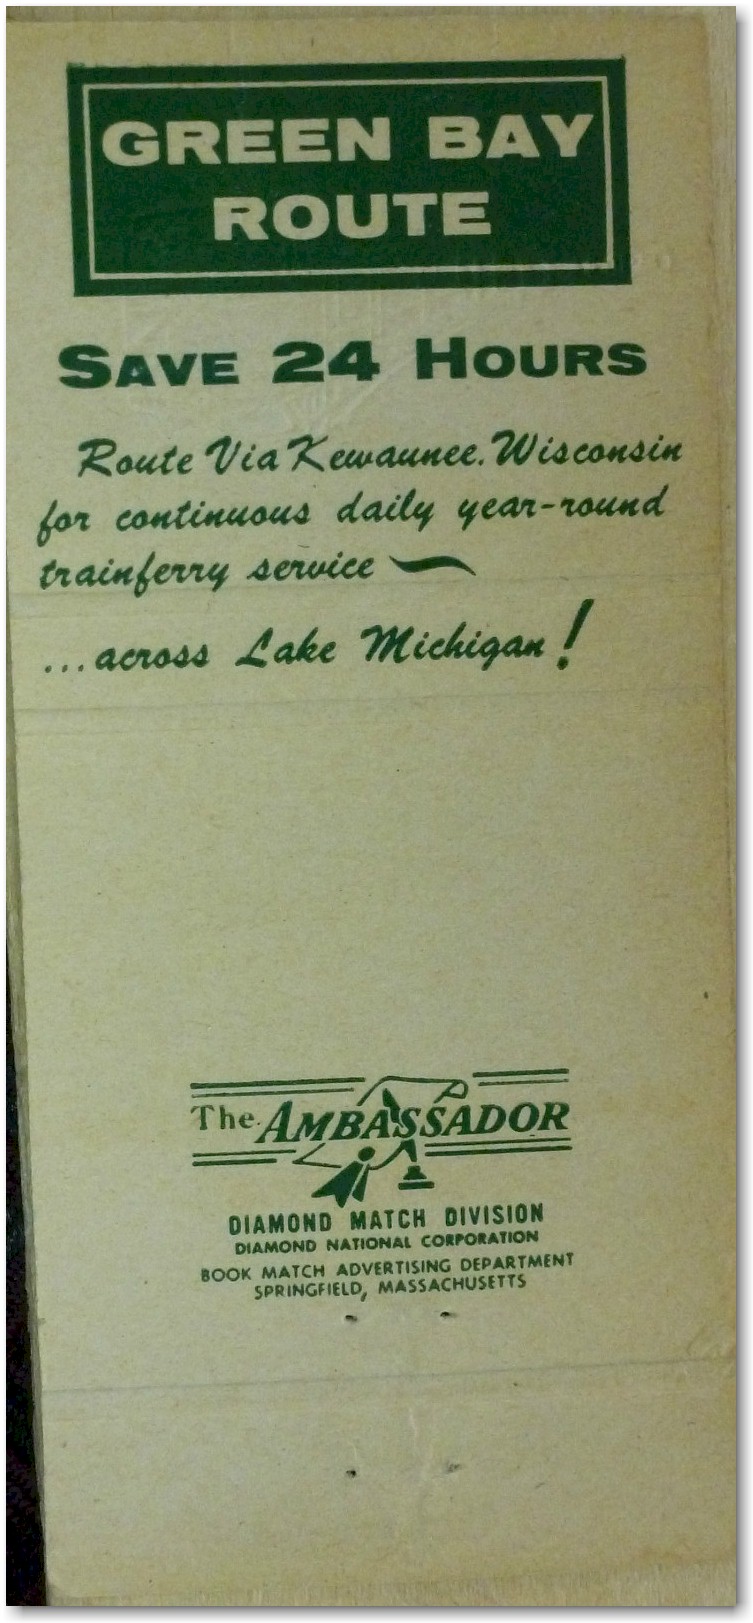 GREEN BAY
ROUTE
SAVE 24 HOURS
Route Via Kewaunee. Wisconsin
for continuous daily year-round
trainferry service —
...across Lake Michigan!
The AMBASSADOR
DIAMOND MATCH DIVISION
DIAMOND NATIONAL CORPORATION
BOOK MATCH ADVERTISING DEPARTMENT
SPRINGFIELD, MASSACHUSETTS